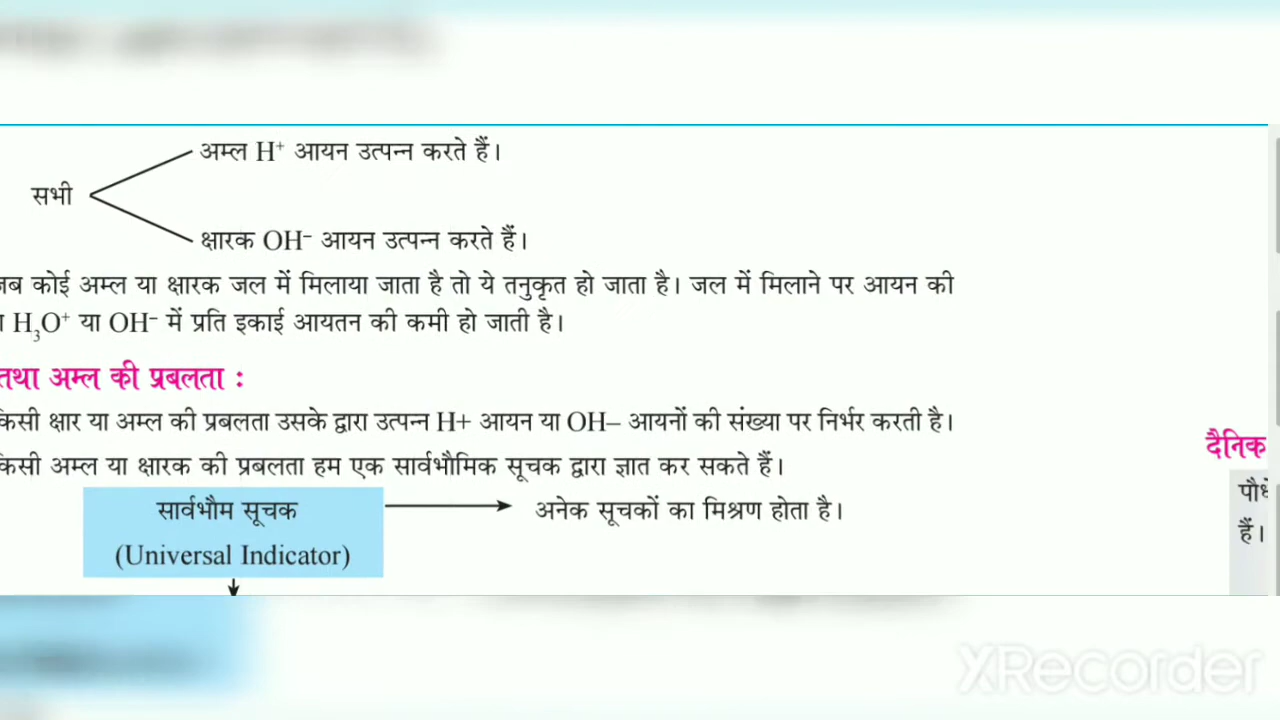 अम्ल H⁺ आयन उत्पन्न करते हैं।
सभी
क्षारक OH⁻ आयन उत्पन्न करते हैं।
कोई अम्ल या क्षारक जल में मिलाया जाता है तो ये तनुकृत हो जाता है। जल में मिलाने पर आयन की
H₃O⁺ या OH⁻ में प्रति इकाई आयतन की कमी हो जाती है।
तथा अम्ल की प्रबलता :
किसी क्षार या अम्ल की प्रबलता उसके द्वारा उत्पन्न H+ आयन या OH– आयनों की संख्या पर निर्भर करती है।
किसी अम्ल या क्षारक की प्रबलता हम एक सार्वभौमिक सूचक द्वारा ज्ञात कर सकते हैं।
सार्वभौम सूचक
(Universal Indicator)
अनेक सूचकों का मिश्रण होता है।
दैनिक
पौधे
हैं।
XRecorder